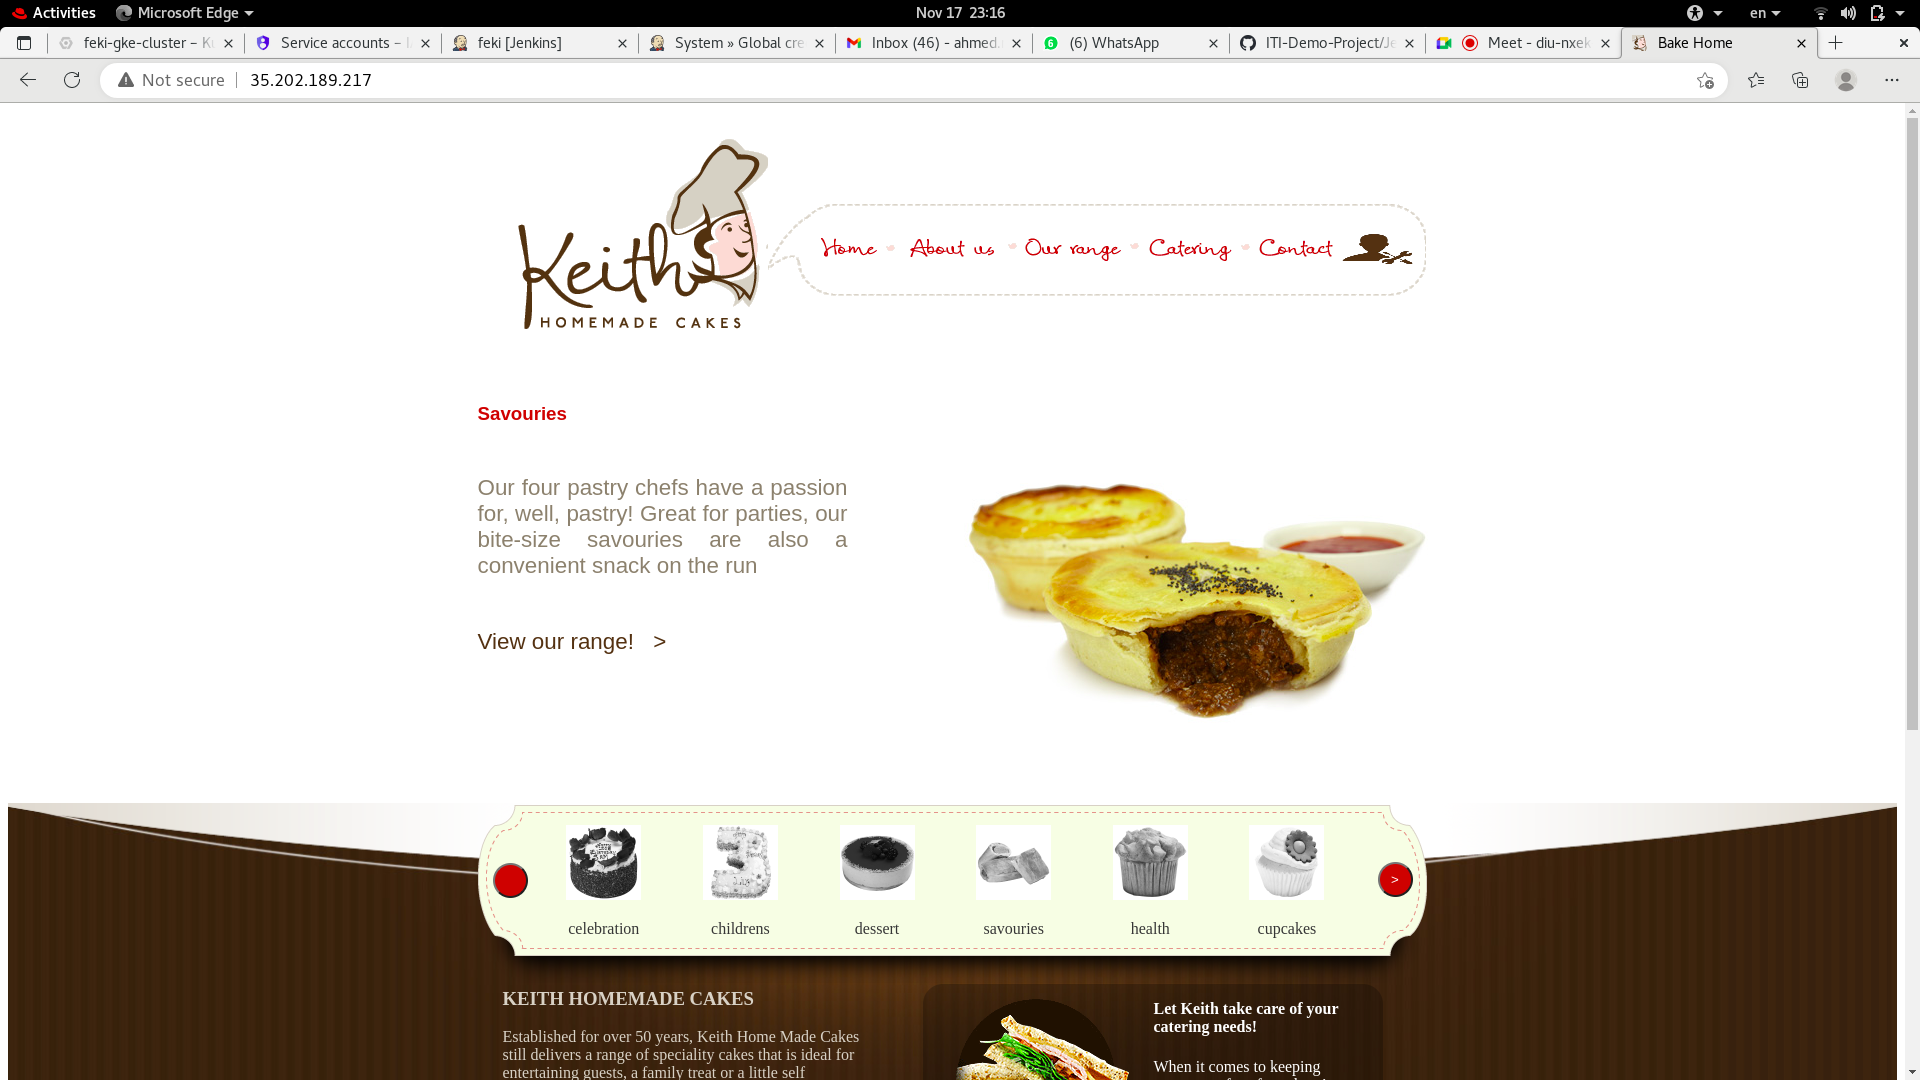 Activities Microsoft Edge Nov 17 23:16 en
feki-gke-cluster – Ku Service accounts – I feki [Jenkins] System » Global cre Inbox (46) - ahmed. (6) WhatsApp ITI-Demo-Project/Je Meet - diu-nxek Bake Home
Not secure 35.202.189.217
Keith
HOMEMADE CAKES
Home About us Our range Catering Contact
Savouries
Our four pastry chefs have a passion
for, well, pastry! Great for parties, our
bite-size savouries are also a
convenient snack on the run
View our range! >
>
celebration childrens dessert savouries health cupcakes
KEITH HOMEMADE CAKES
Established for over 50 years, Keith Home Made Cakes
still delivers a range of speciality cakes that is ideal for
entertaining guests, a family treat or a little self
Let Keith take care of your
catering needs!
When it comes to keeping